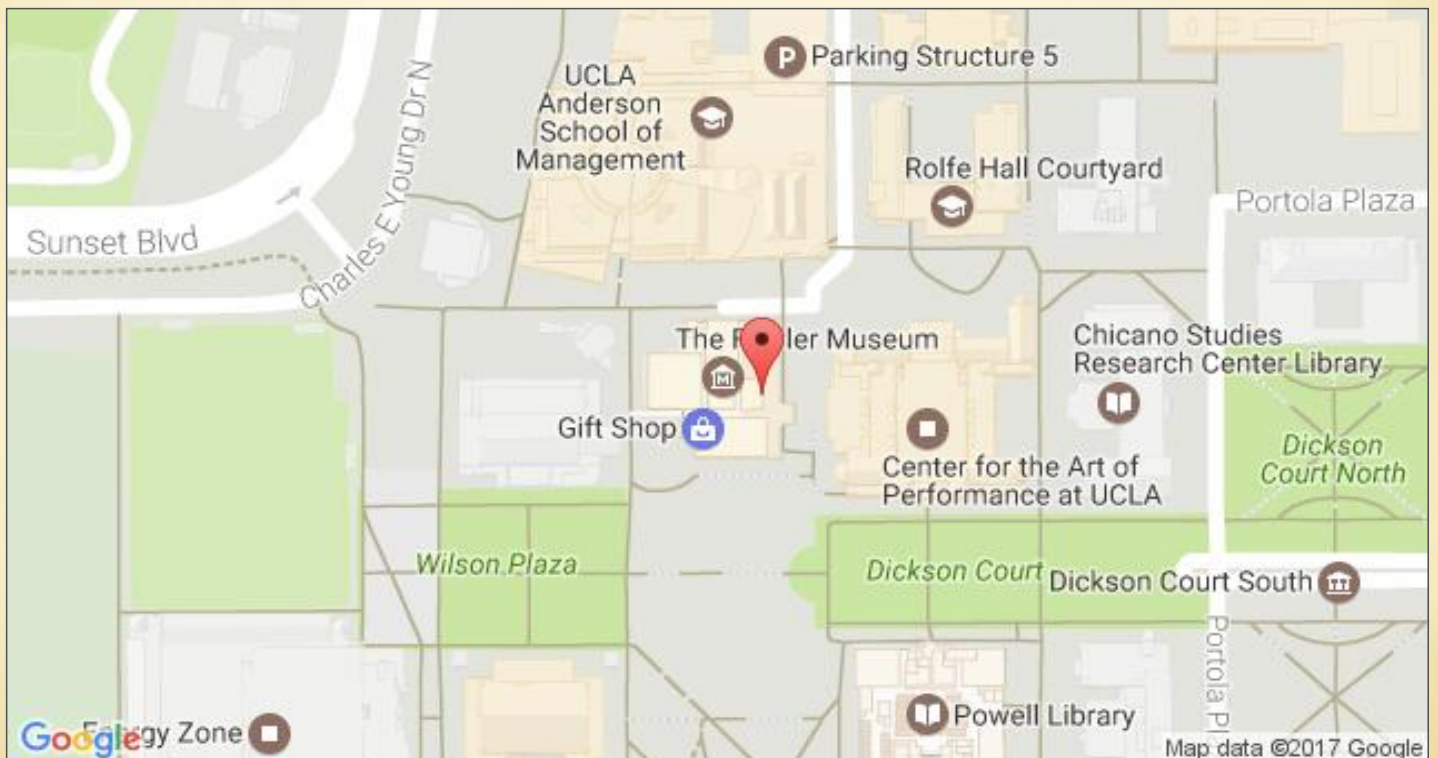 P
Parking Structure 5
UCLA
Anderson
School of
Management
Charles E Young Dr N
Rolfe Hall Courtyard
Portola Plaza
Sunset Blvd
The ler Museum
M
Chicano Studies
Research Center Library
Gift Shop
Dickson
Court North
Center for the Art of
Performance at UCLA
Wilson Plaza
Dickson Court
Dickson Court South
Portola Pl
Powell Library
Google
Zone
Map data ©2017 Google